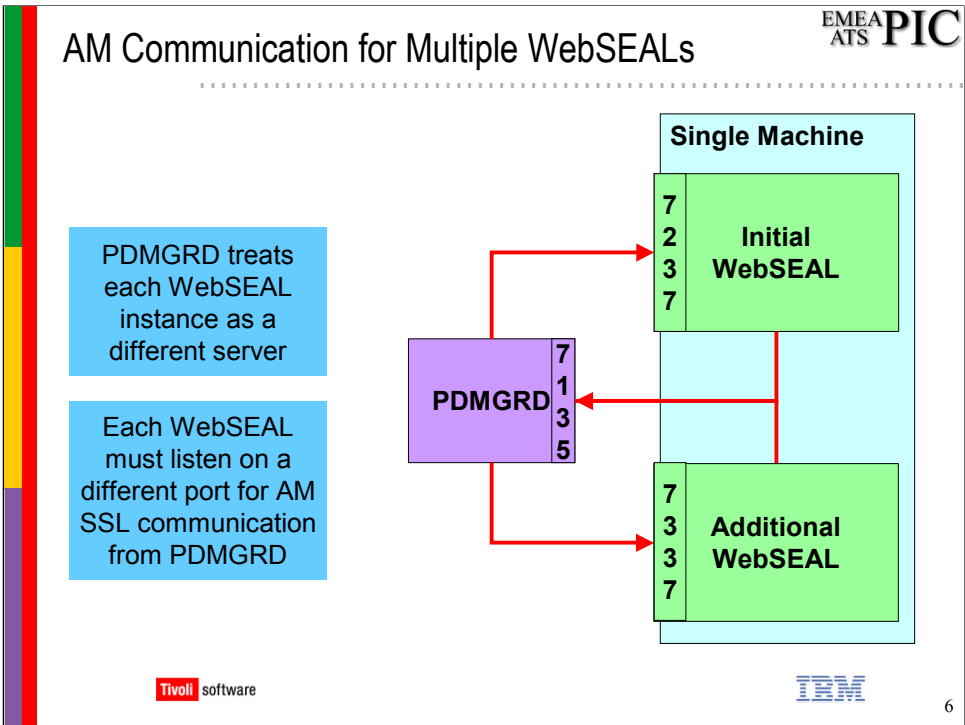 AM Communication for Multiple WebSEALs
EMEA
ATS PIC
PDMGRD treats
each WebSEAL
instance as a
different server
Each WebSEAL
must listen on a
different port for AM
SSL communication
from PDMGRD
PDMGRD
7
1
3
5
Single Machine
7
2
3
7
Initial
WebSEAL
7
3
3
7
Additional
WebSEAL
Tivoli software
IBM
6